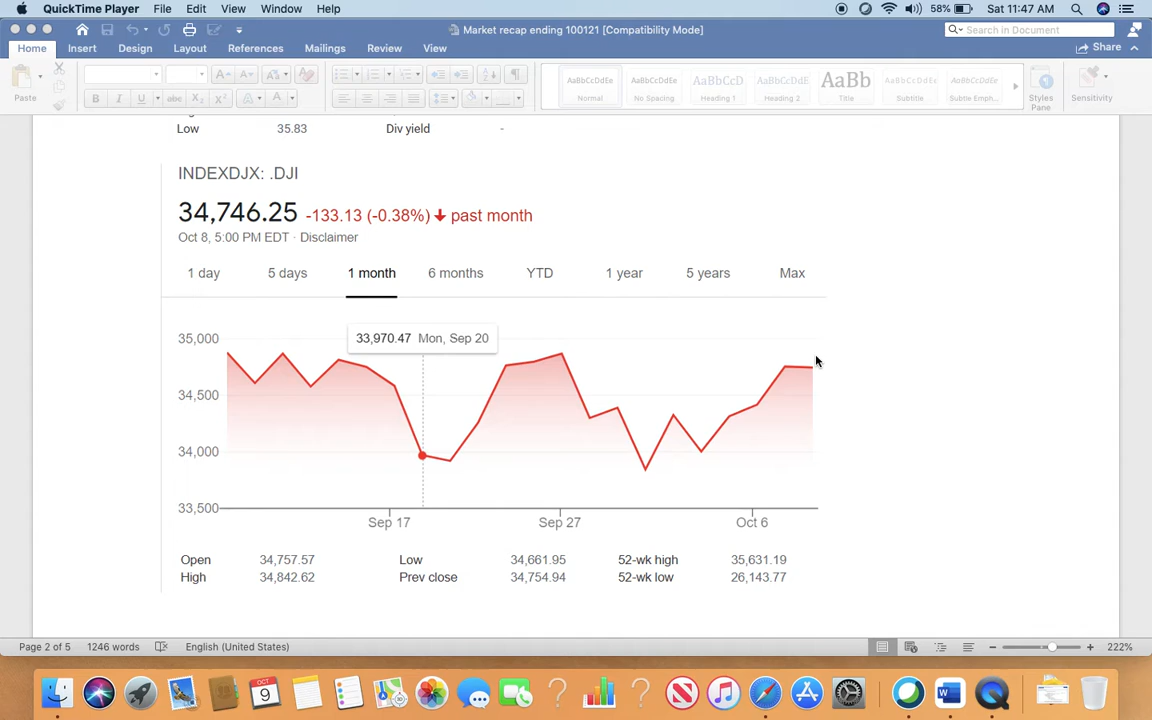 QuickTime Player File Edit View Window Help 58% Sat 11:47 AM
Market recap ending 100121 [Compatibility Mode] Search in Document
Home Insert Design Layout References Mailings Review View Share
Paste B I U abc X₂ X² A A AaBbCcDdEe AaBbCcDdEe AaBbCcD AaBbCcDdEe AaBb AaBbCcDdEe AaBbCcDdEe
Normal No Spacing Heading 1 Heading 2 Title Subtitle Subtle Emph... Styles Pane Sensitivity
Low 35.83 Div yield -
INDEXDJX: .DJI
34,746.25 -133.13 (-0.38%) ↓ past month
Oct 8, 5:00 PM EDT · Disclaimer
1 day 5 days 1 month 6 months YTD 1 year 5 years Max
35,000 33,970.47 Mon, Sep 20
34,500
34,000
33,500
Sep 17 Sep 27 Oct 6
Open 34,757.57 Low 34,661.95 52-wk high 35,631.19
High 34,842.62 Prev close 34,754.94 52-wk low 26,143.77
Page 2 of 5 1246 words English (United States) 222%
OCT
9
? ? W